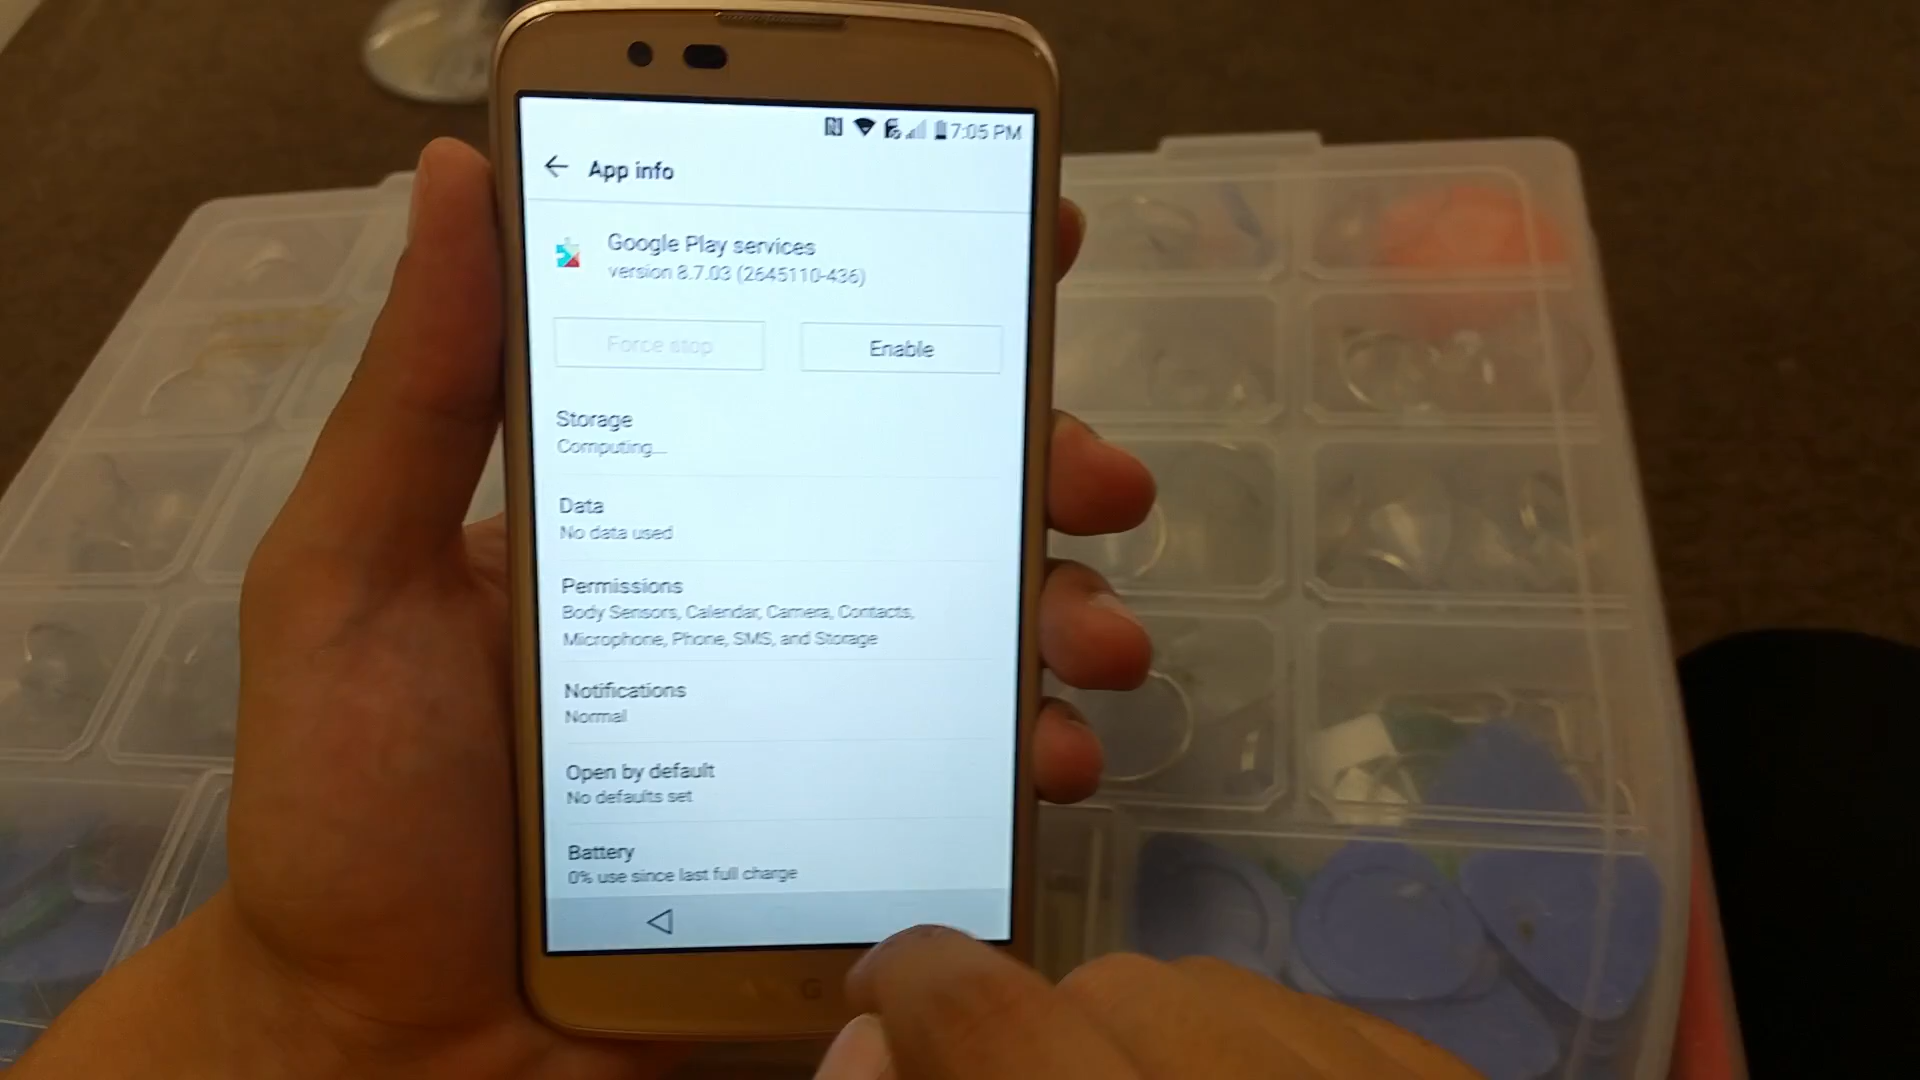 7:05 PM
App info
Google Play services
version 8.7.03 (2645110-436)
Force stop
Enable
Storage
Computing...
Data
No data used
Permissions
Body Sensors, Calendar, Camera, Contacts,
Microphone, Phone, SMS, and Storage
Notifications
Normal
Open by default
No defaults set
Battery
0% use since last full charge